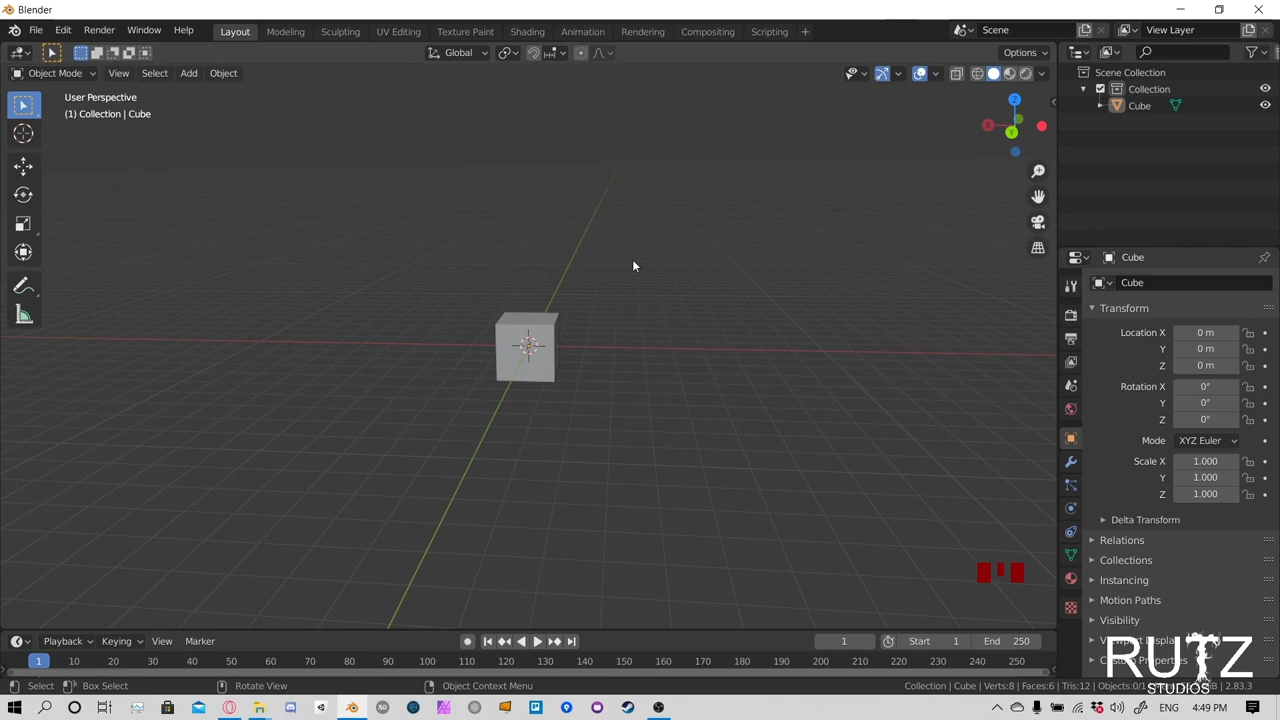 Blender
File Edit Render Window Help
Layout Modeling Sculpting UV Editing Texture Paint Shading Animation Rendering Compositing Scripting +
Scene
View Layer
Global
Options
Object Mode View Select Add Object
User Perspective
(1) Collection | Cube
Z
X
Y
Scene Collection
Collection
Cube
Cube
Cube
Transform
Location X 0 m
Y 0 m
Z 0 m
Rotation X 0°
Y 0°
Z 0°
Mode XYZ Euler
Scale X 1.000
Y 1.000
Z 1.000
Delta Transform
Relations
Collections
Instancing
Motion Paths
Visibility
Viewport Display
Custom Properties
RUTZ
STUDIOS
Playback Keying View Marker
1 Start 1 End 250
1 10 20 30 40 50 60 70 80 90 100 110 120 130 140 150 160 170 180 190 200 210 220 230 240 250
Select Box Select Rotate View Object Context Menu
Collection | Cube | Verts:8 | Faces:6 | Tris:12 | Objects:0/1 | 2.83.3
4:49 PM